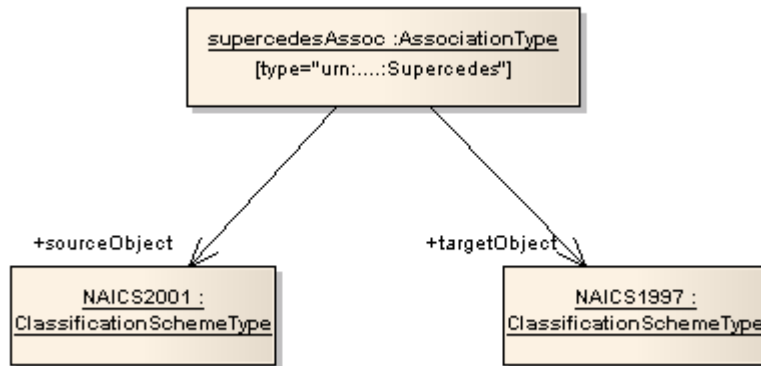 supercedesAssoc :AssociationType
[type="urn:....:Supercedes"]
+sourceObject
+targetObject
NAICS2001 :
ClassificationSchemeType
NAICS1997 :
ClassificationSchemeType